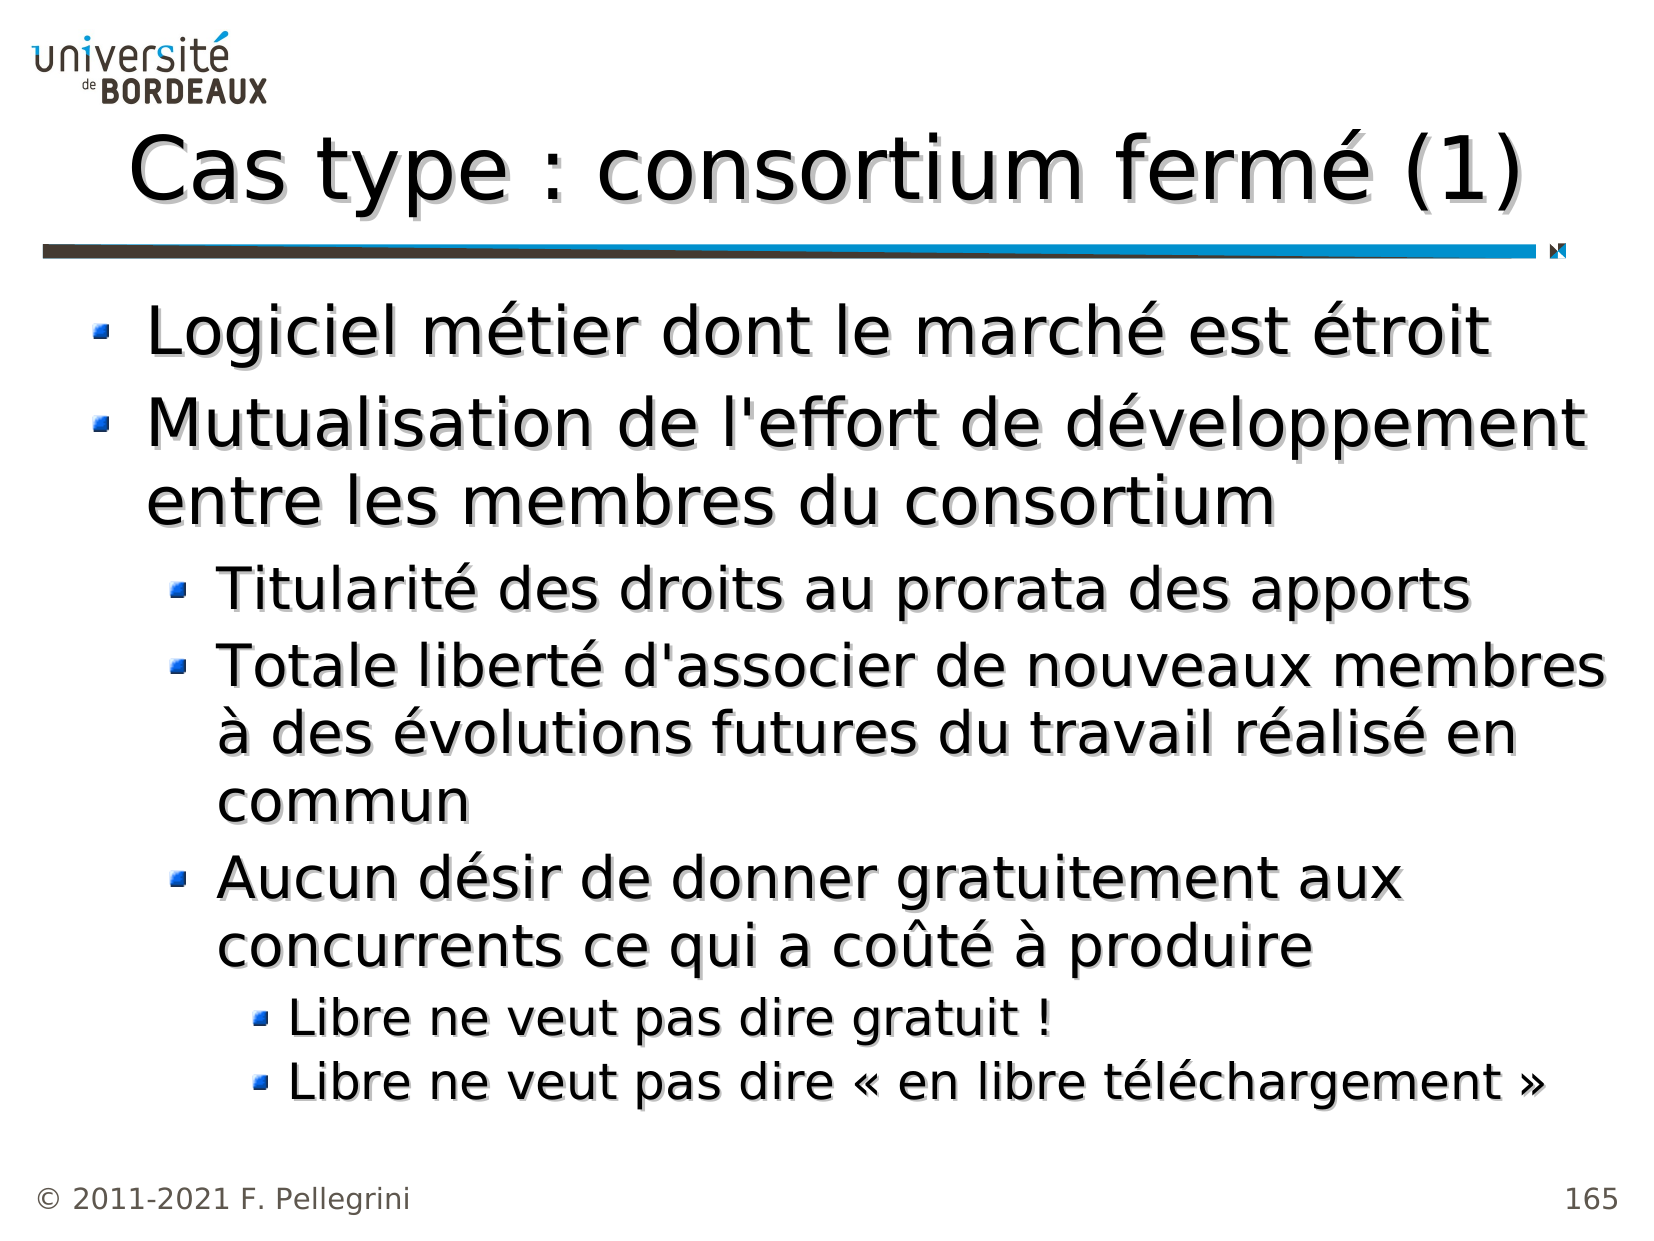 université
de BORDEAUX
Cas type : consortium fermé (1)
Logiciel métier dont le marché est étroit
Mutualisation de l'effort de développement
entre les membres du consortium
Titularité des droits au prorata des apports
Totale liberté d'associer de nouveaux membres
à des évolutions futures du travail réalisé en
commun
Aucun désir de donner gratuitement aux
concurrents ce qui a coûté à produire
Libre ne veut pas dire gratuit !
Libre ne veut pas dire « en libre téléchargement »
© 2011-2021 F. Pellegrini
165